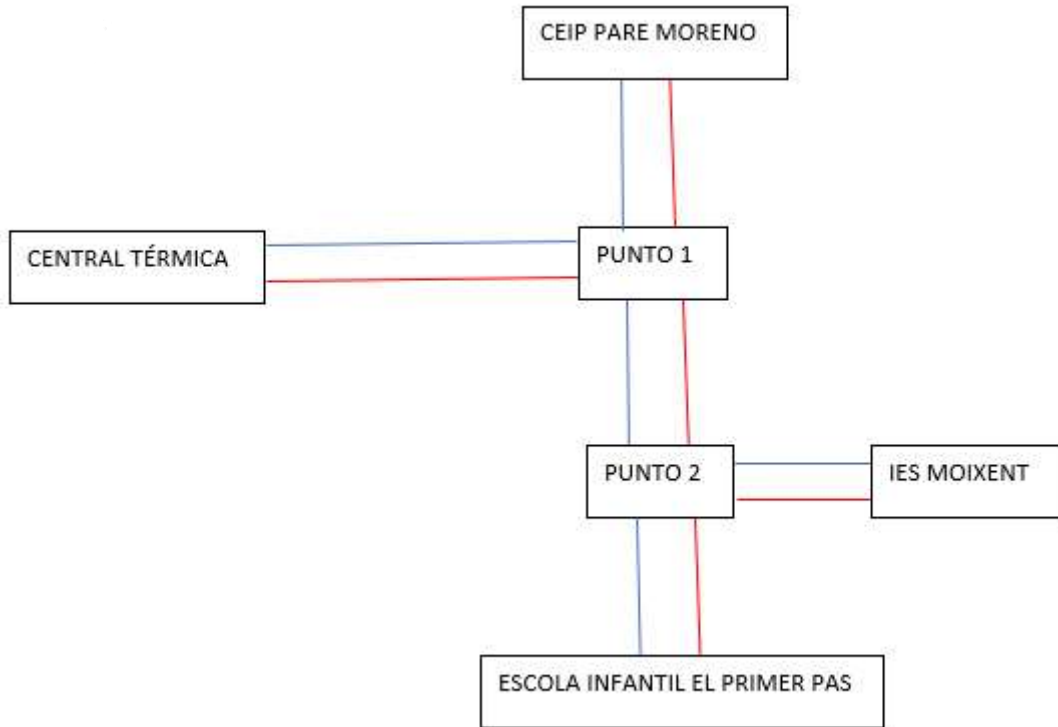 CEIP PARE MORENO
CENTRAL TÉRMICA
PUNTO 1
PUNTO 2
IES MOIXENT
ESCOLA INFANTIL EL PRIMER PAS